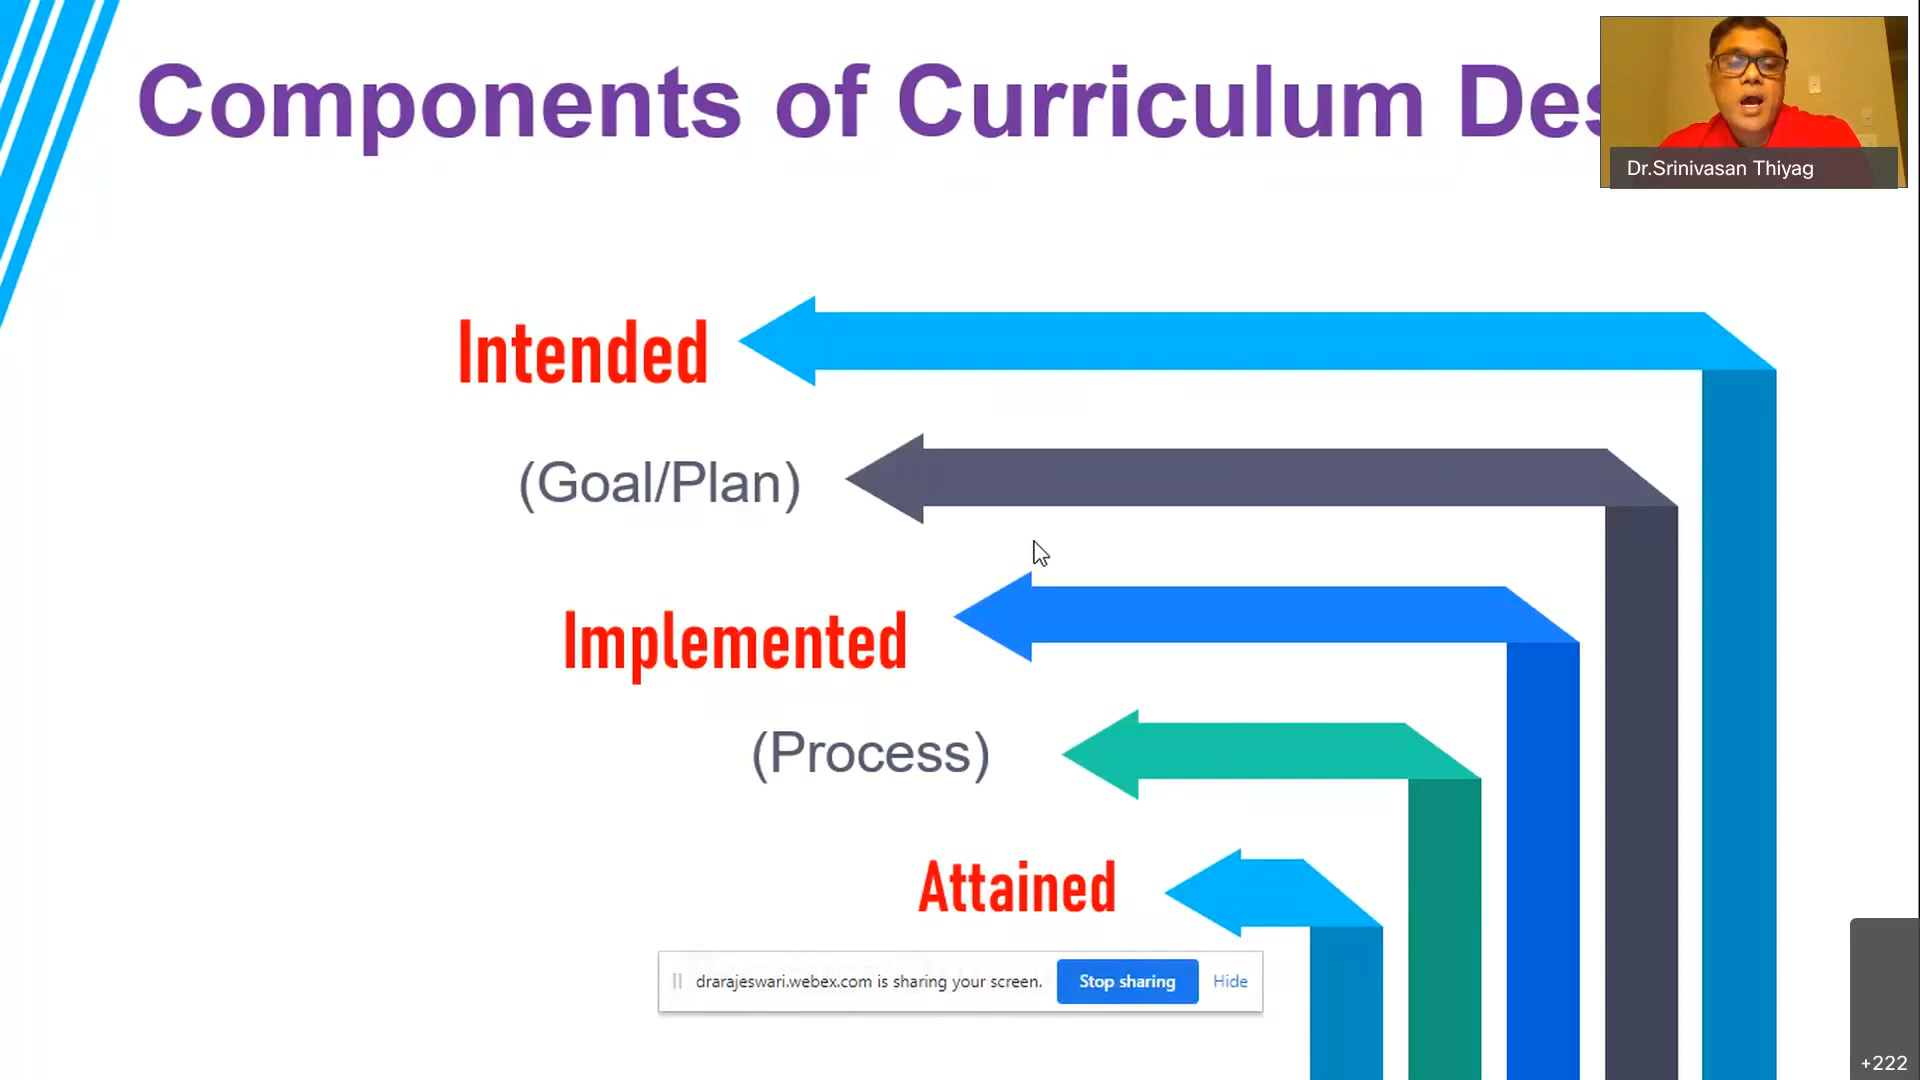 Components of Curriculum Des
Dr.Srinivasan Thiyag
Intended
(Goal/Plan)
Implemented
(Process)
Attained
drarajeswari.webex.com is sharing your screen. Stop sharing Hide
+222